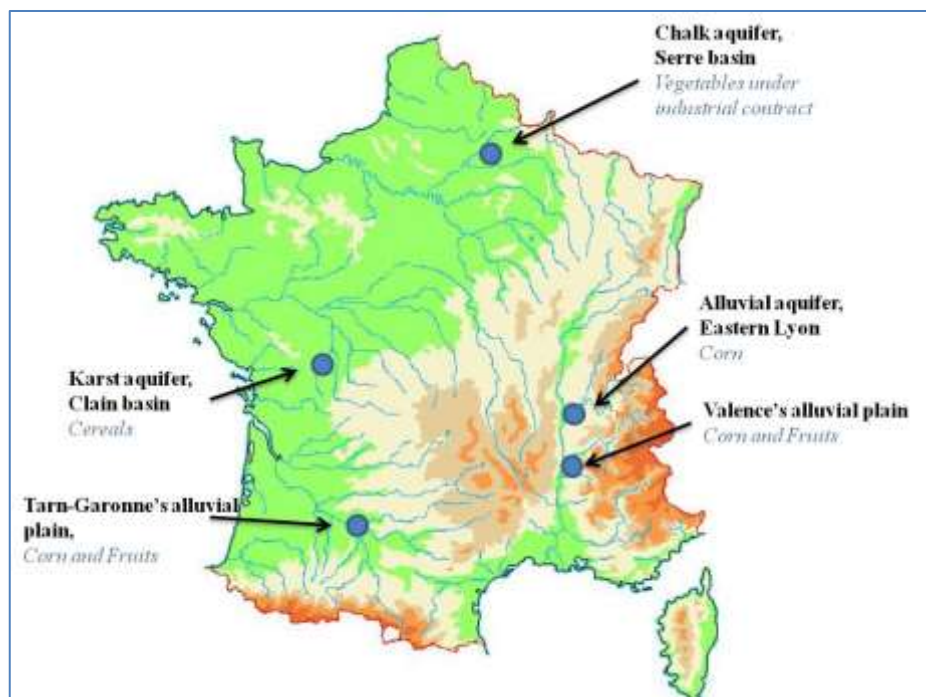 Chalk aquifer,
Serre basin
Vegetables under
industrial contract
Alluvial aquifer,
Eastern Lyon
Corn
Karst aquifer,
Clain basin
Cereals
Valence's alluvial plain
Corn and Fruits
Tarn-Garonne's alluvial
plain,
Corn and Fruits